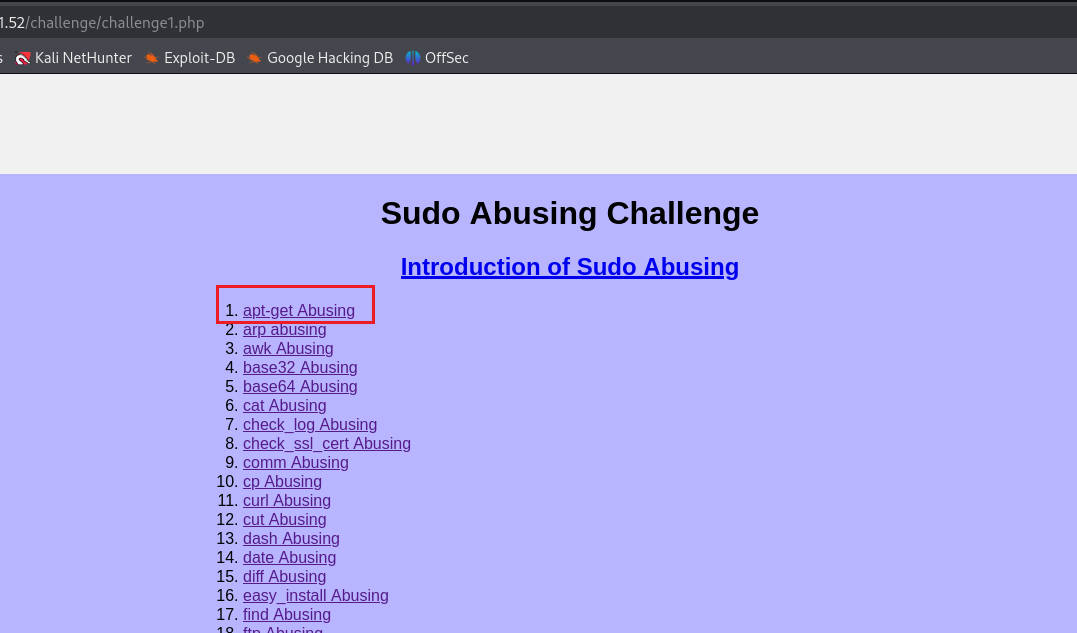 1.52/challenge/challenge1.php
s Kali NetHunter Exploit-DB Google Hacking DB OffSec
Sudo Abusing Challenge
Introduction of Sudo Abusing
1. apt-get Abusing
2. arp abusing
3. awk Abusing
4. base32 Abusing
5. base64 Abusing
6. cat Abusing
7. check_log Abusing
8. check_ssl_cert Abusing
9. comm Abusing
10. cp Abusing
11. curl Abusing
12. cut Abusing
13. dash Abusing
14. date Abusing
15. diff Abusing
16. easy_install Abusing
17. find Abusing
18. ftp Abusing